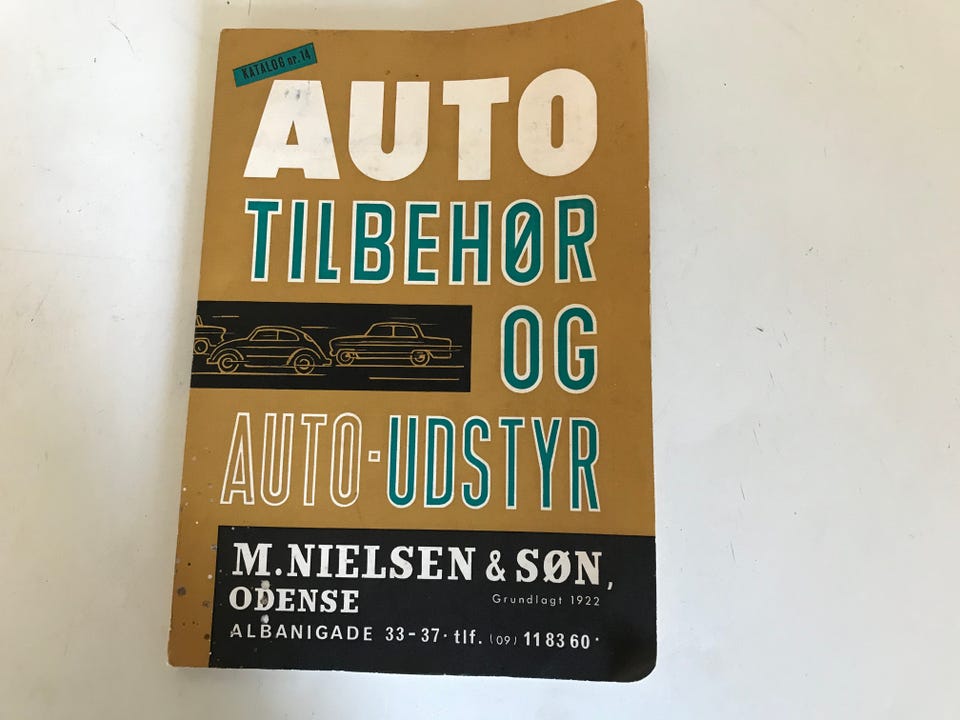 KATALOG nr. 14
AUTO
TILBEHØR
OG
AUTO-UDSTYR
M. NIELSEN & SØN,
ODENSE
Grundlagt 1922
ALBANIGADE 33-37 · tlf. (09) 11 83 60 ·